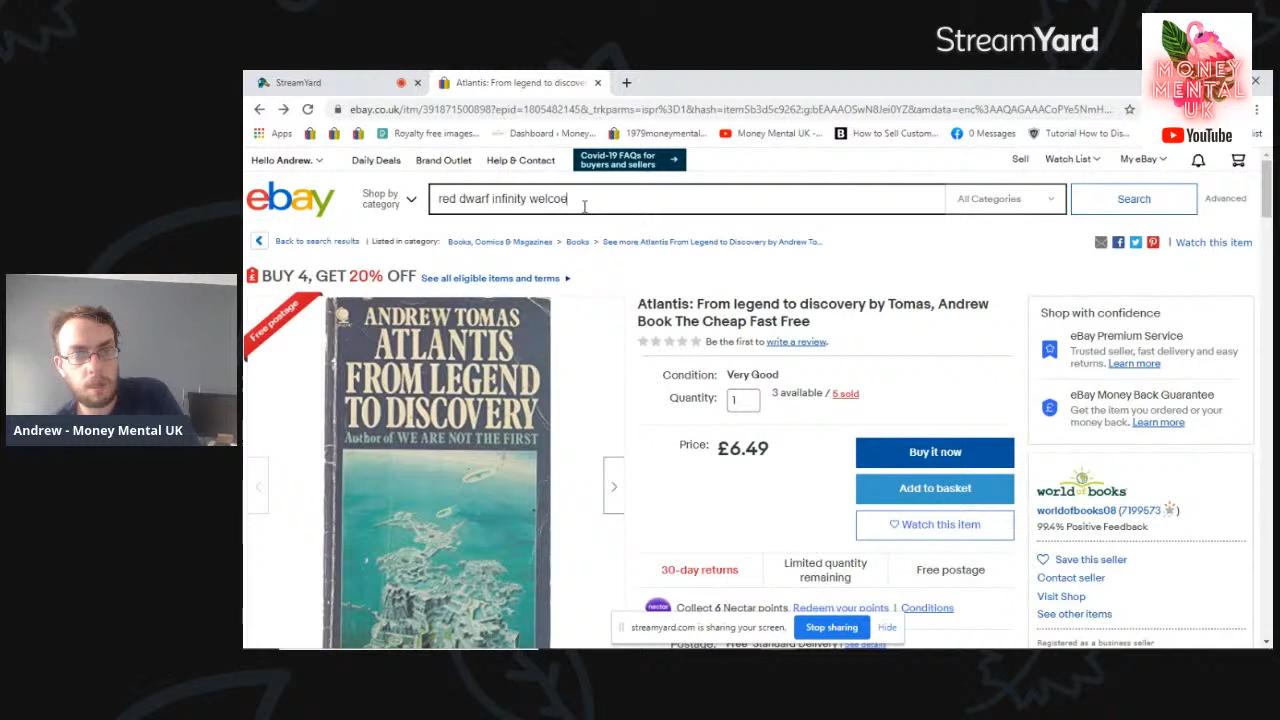 StreamYard
MONEY
MENTAL
UK
YouTube
StreamYard
Atlantis: From legend to discove
ebay.co.uk/itm/391871500898?epid=1805482145&_trkparms=ispr%3D1&hash=item5b3d5c9262:g:bEAAAOSwN8Jei0YZ&amdata=enc%3AAQAGAAACoPYe5NmH...
Apps
Royalty free images...
Dashboard ‹ Money...
1979moneymental...
Money Mental UK -...
How to Sell Custom...
0 Messages
Tutorial How to Dis...
Hello Andrew.
Daily Deals
Brand Outlet
Help & Contact
Covid-19 FAQs for
buyers and sellers
Sell
Watch List
My eBay
ebay
Shop by
category
red dwarf infinity welcoe
All Categories
Search
Advanced
Back to search results
Listed in category:
Books, Comics & Magazines > Books > See more Atlantis From Legend to Discovery by Andrew To...
Watch this item
BUY 4, GET 20% OFF See all eligible items and terms
Free postage
ANDREW TOMAS
ATLANTIS
FROM LEGEND
TO DISCOVERY
Author of WE ARE NOT THE FIRST
Atlantis: From legend to discovery by Tomas, Andrew
Book The Cheap Fast Free
Be the first to write a review.
Condition: Very Good
Quantity: 1 3 available / 5 sold
Price: £6.49
Buy it now
Add to basket
Watch this item
30-day returns
Limited quantity
remaining
Free postage
nectar Collect 6 Nectar points Redeem your points | Conditions
streamyard.com is sharing your screen.
Stop sharing
Hide
Postage: Free Standard Delivery | See details
Shop with confidence
eBay Premium Service
Trusted seller, fast delivery and easy
returns. Learn more
eBay Money Back Guarantee
Get the item you ordered or your
money back. Learn more
world of books
worldofbooks08 (7199573)
99.4% Positive Feedback
Save this seller
Contact seller
Visit Shop
See other items
Registered as a business seller
Andrew - Money Mental UK